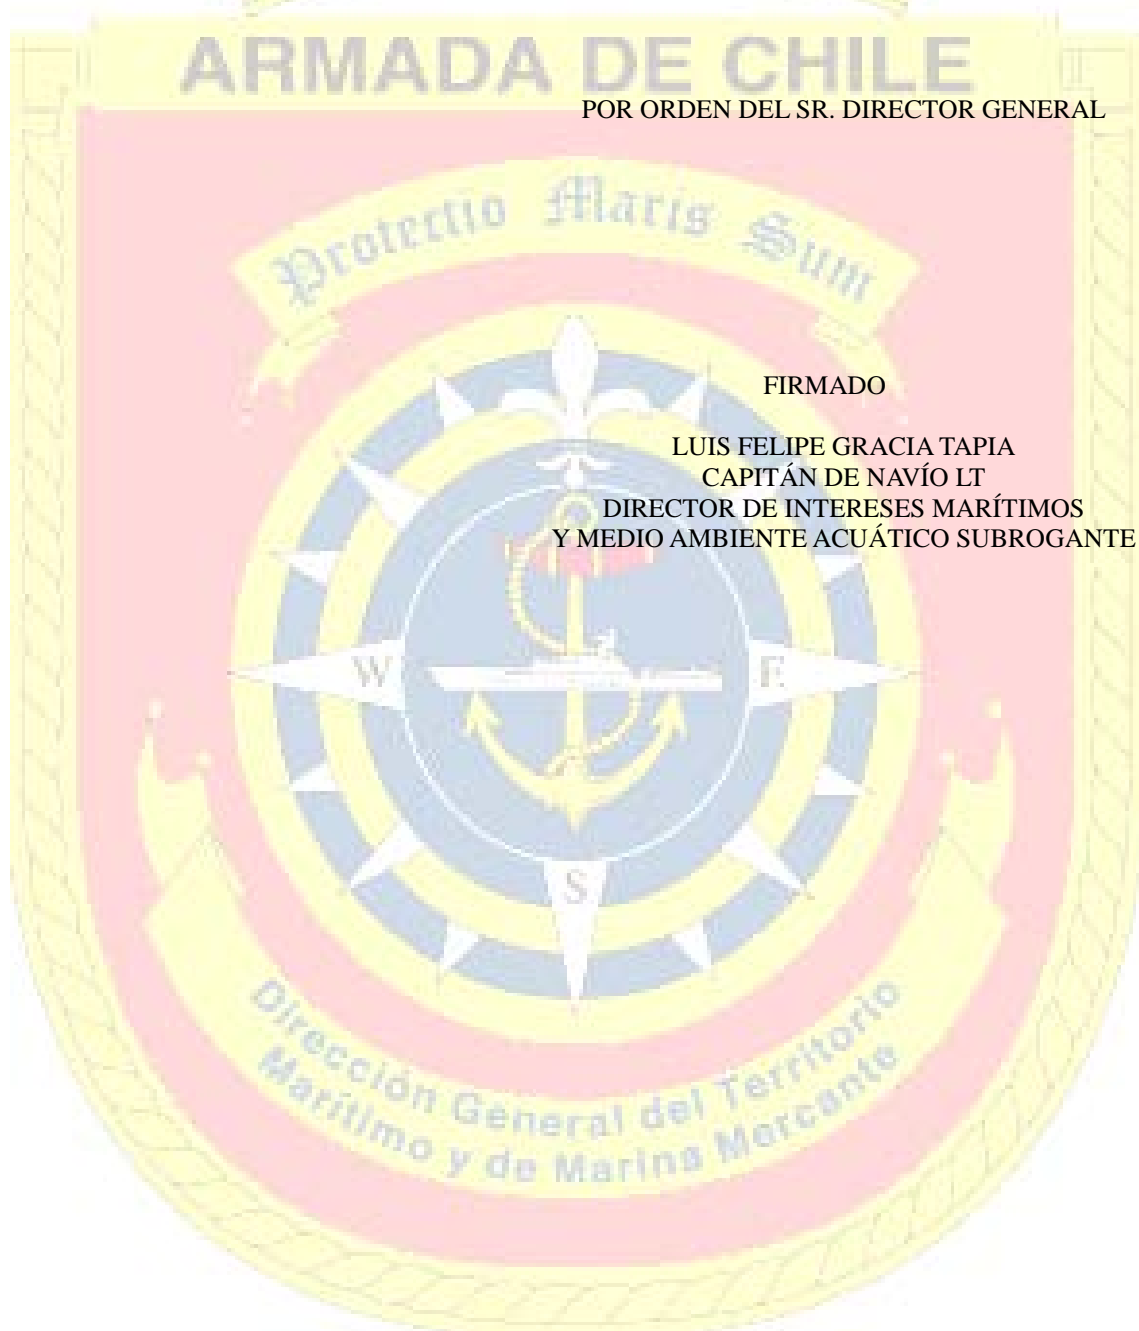 ARMADA DE CHILE
POR ORDEN DEL SR. DIRECTOR GENERAL
Protectio Maris Sum
FIRMADO
LUIS FELIPE GRACIA TAPIA
CAPITÁN DE NAVÍO LT
DIRECTOR DE INTERESES MARÍTIMOS
Y MEDIO AMBIENTE ACUÁTICO SUBROGANTE
W
E
S
Dirección General del Territorio
Marítimo y de Marina Mercante